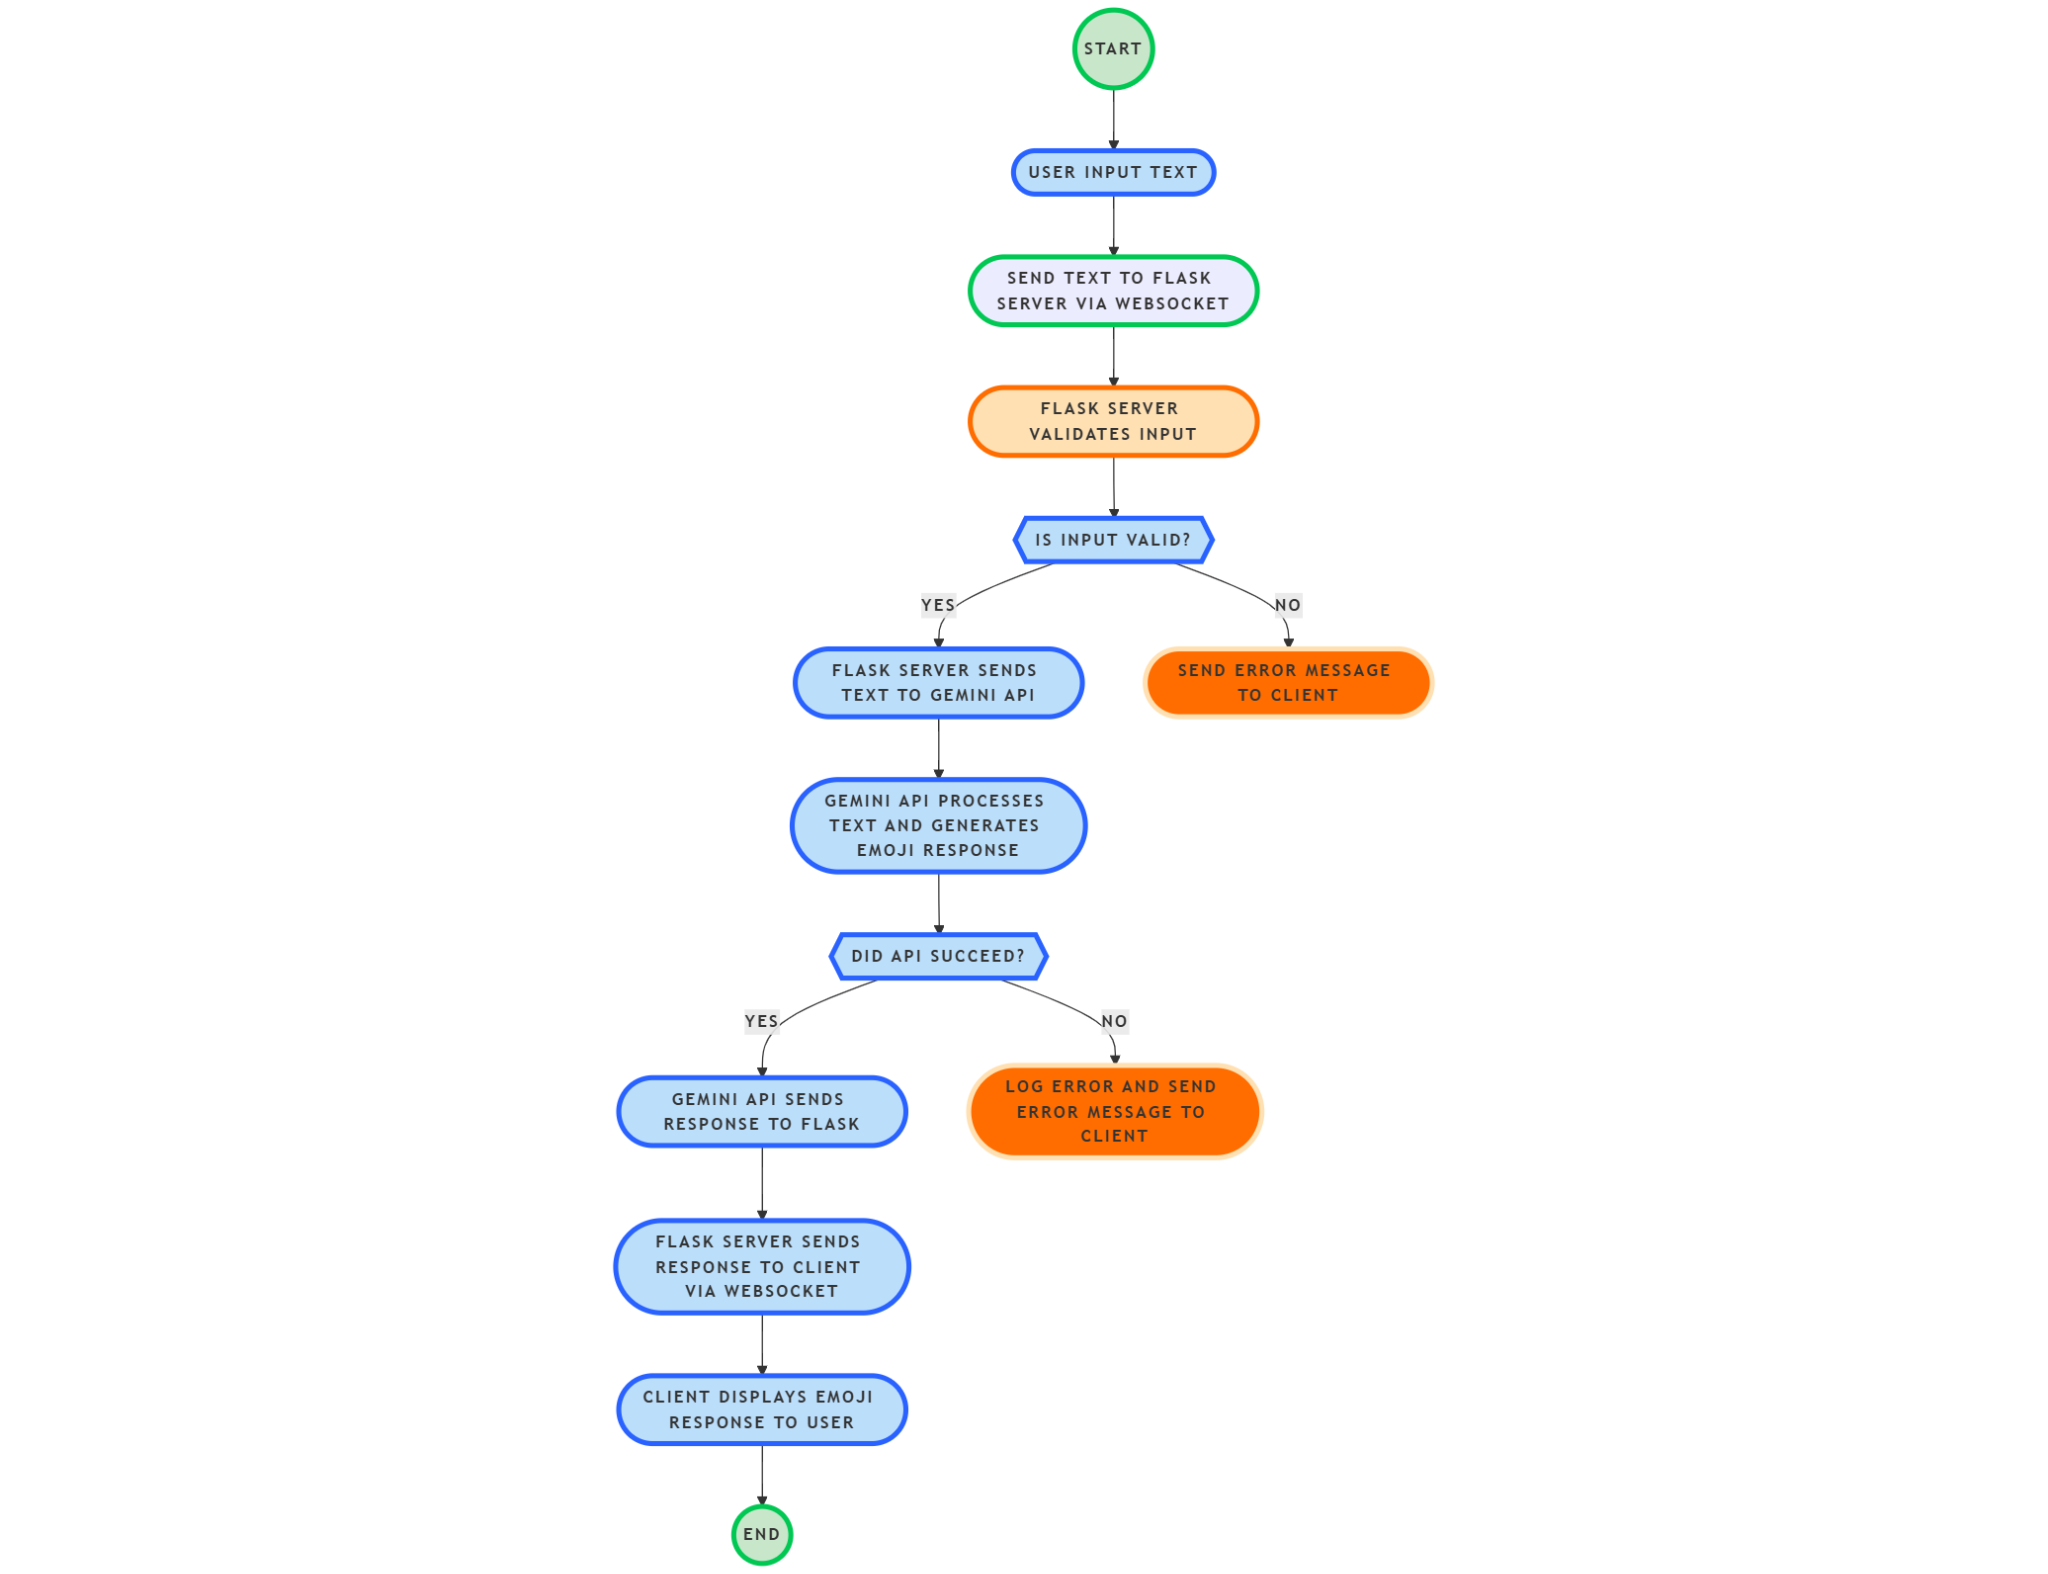 START
USER INPUT TEXT
SEND TEXT TO FLASK
SERVER VIA WEBSOCKET
FLASK SERVER
VALIDATES INPUT
IS INPUT VALID?
YES
NO
FLASK SERVER SENDS
TEXT TO GEMINI API
SEND ERROR MESSAGE
TO CLIENT
GEMINI API PROCESSES
TEXT AND GENERATES
EMOJI RESPONSE
DID API SUCCEED?
YES
NO
GEMINI API SENDS
RESPONSE TO FLASK
LOG ERROR AND SEND
ERROR MESSAGE TO
CLIENT
FLASK SERVER SENDS
RESPONSE TO CLIENT
VIA WEBSOCKET
CLIENT DISPLAYS EMOJI
RESPONSE TO USER
END